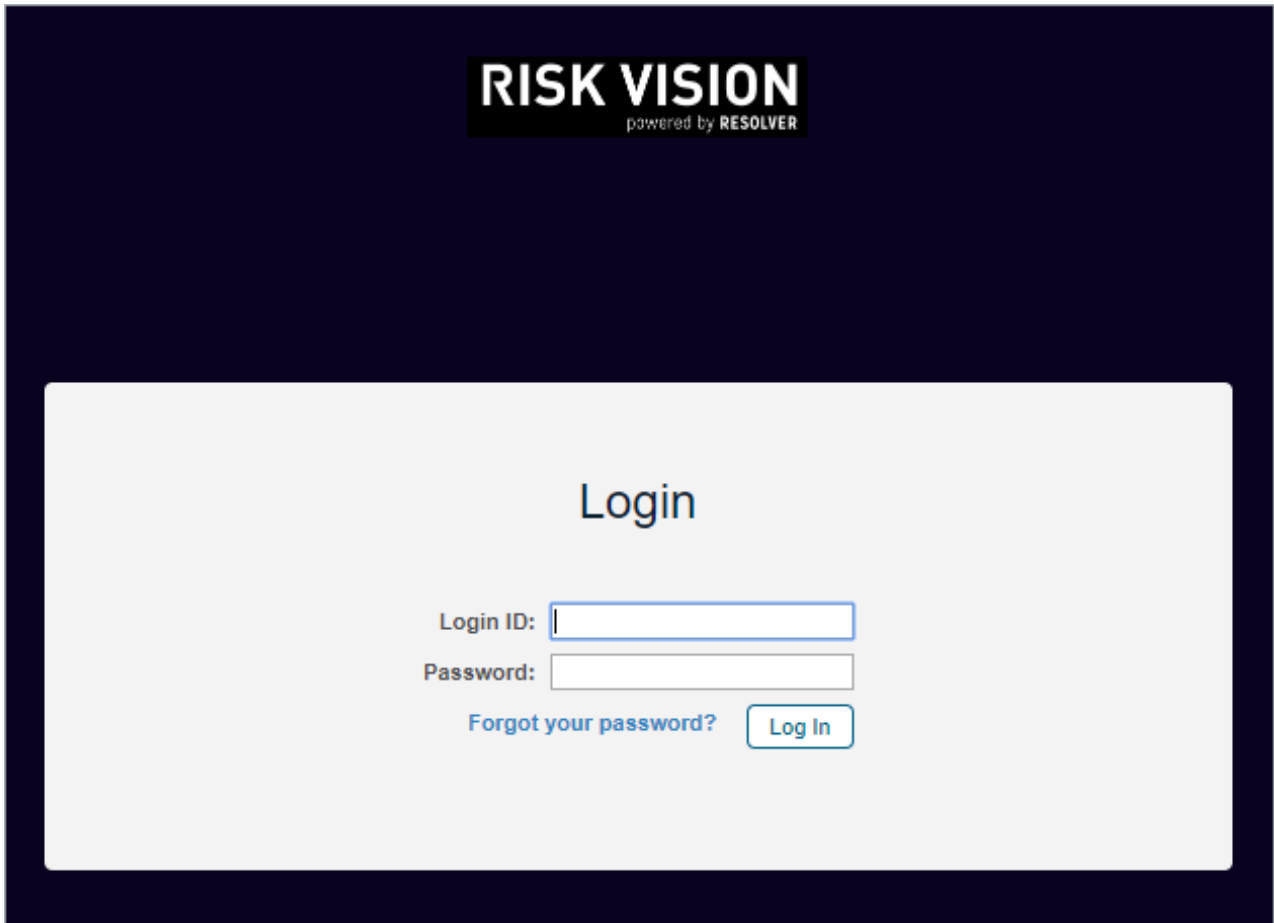 RISK VISION
powered by RESOLVER
Login
Login ID:
Password:
Forgot your password? Log In